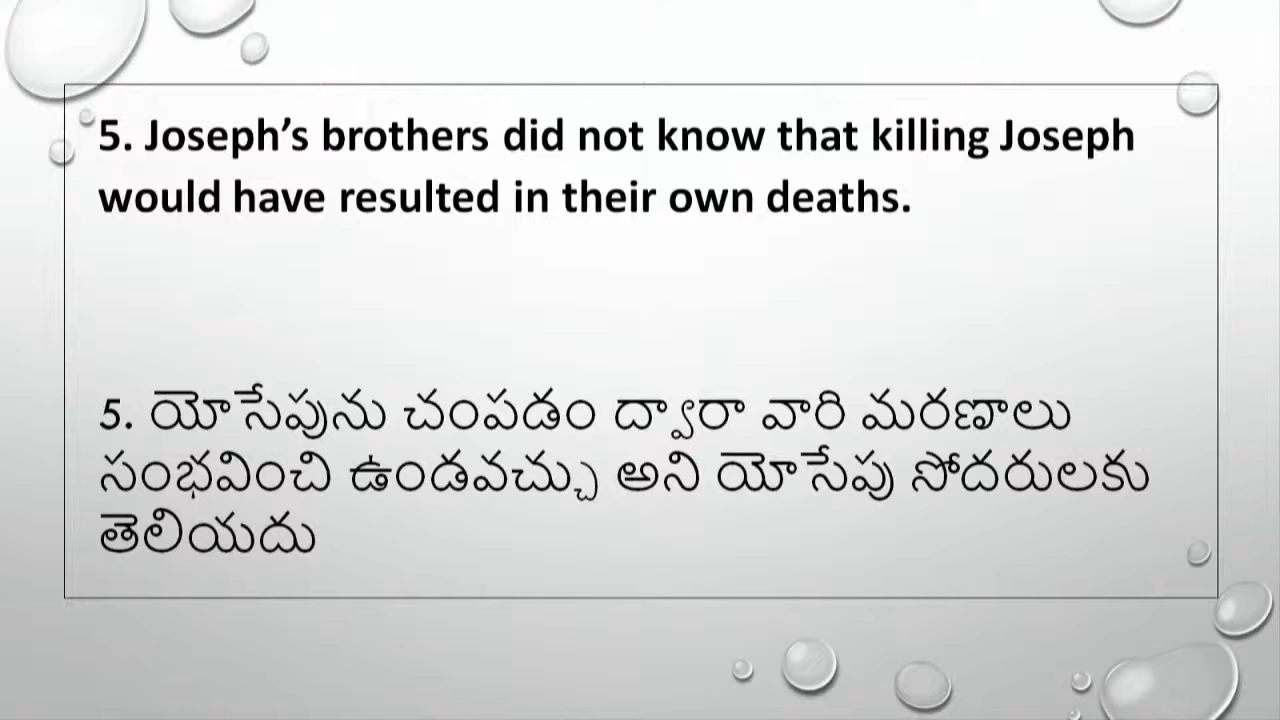 5. Joseph’s brothers did not know that killing Joseph
would have resulted in their own deaths.
5. యోసేపును చంపడం ద్వారా వారి మరణాలు
సంభవించి ఉండవచ్చు అని యోసేపు సోదరులకు
తెలియదు